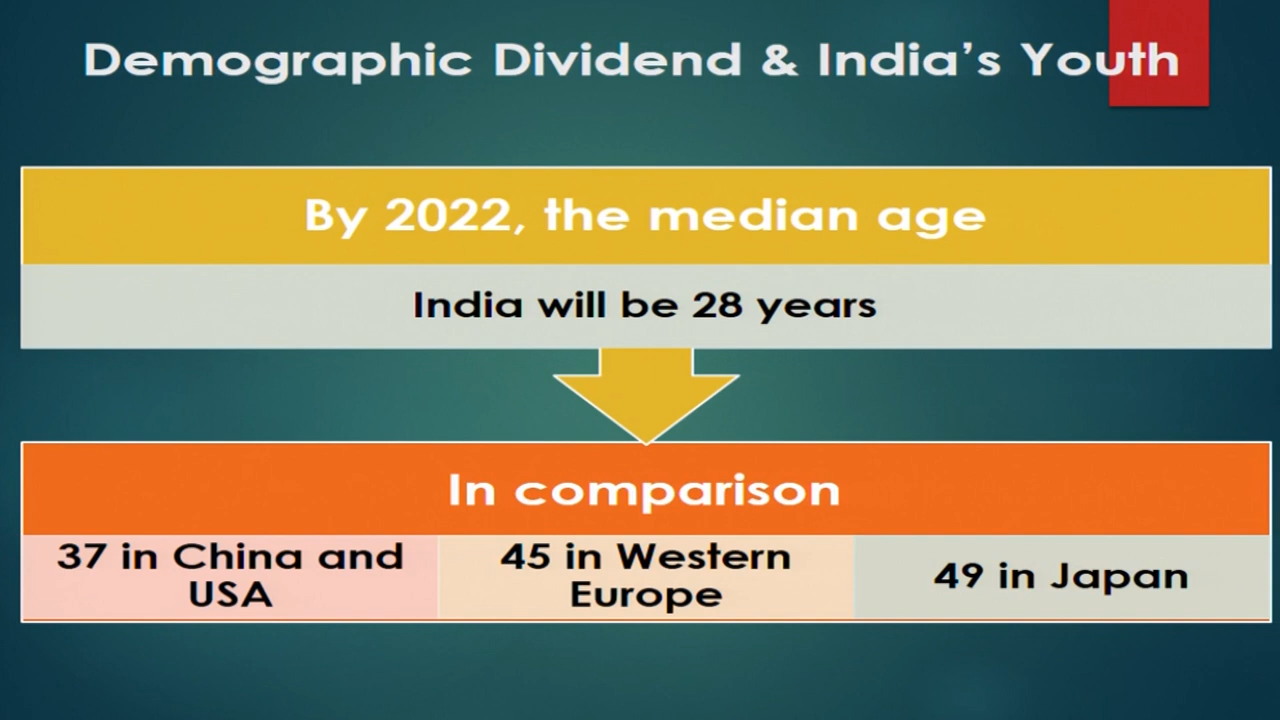 Demographic Dividend & India's Youth
By 2022, the median age
India will be 28 years
In comparison
37 in China and
USA
45 in Western
Europe
49 in Japan